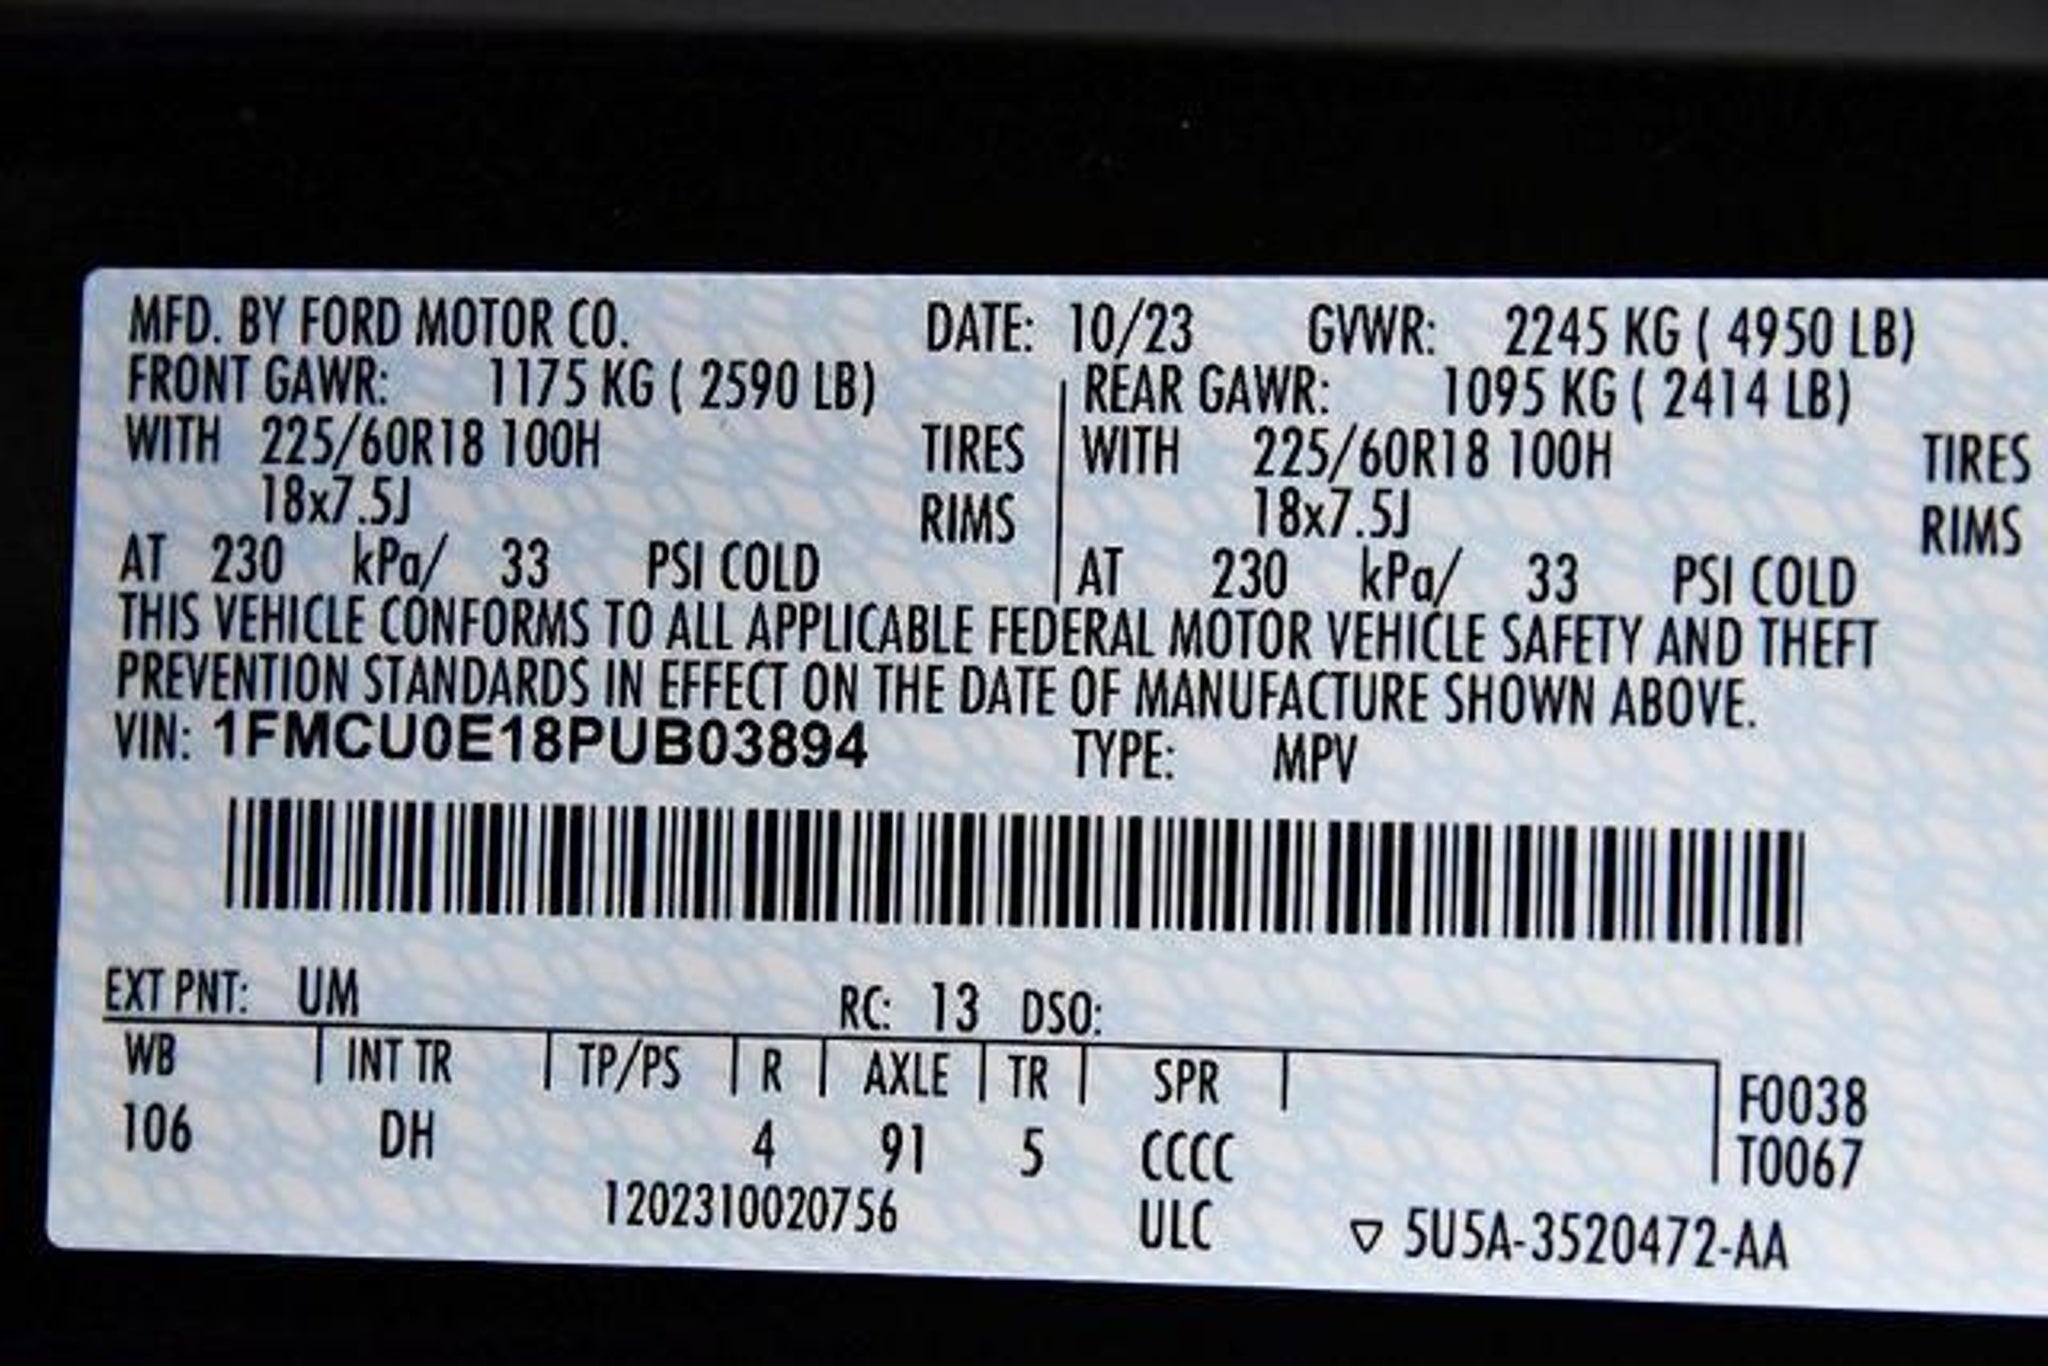 MFD. BY FORD MOTOR CO. DATE: 10/23 GVWR: 2245 KG ( 4950 LB)
FRONT GAWR: 1175 KG ( 2590 LB) REAR GAWR: 1095 KG ( 2414 LB)
WITH 225/60R18 100H TIRES WITH 225/60R18 100H TIRES
18x7.5J RIMS 18x7.5J RIMS
AT 230 kPa/ 33 PSI COLD AT 230 kPa/ 33 PSI COLD
THIS VEHICLE CONFORMS TO ALL APPLICABLE FEDERAL MOTOR VEHICLE SAFETY AND THEFT
PREVENTION STANDARDS IN EFFECT ON THE DATE OF MANUFACTURE SHOWN ABOVE.
VIN: 1FMCU0E18PUB03894 TYPE: MPV
EXT PNT: UM RC: 13 DSO:
WB INT TR TP/PS R AXLE TR SPR F0038
106 DH 4 91 5 CCCC T0067
1202310020756 ULC ▽ 5U5A-3520472-AA